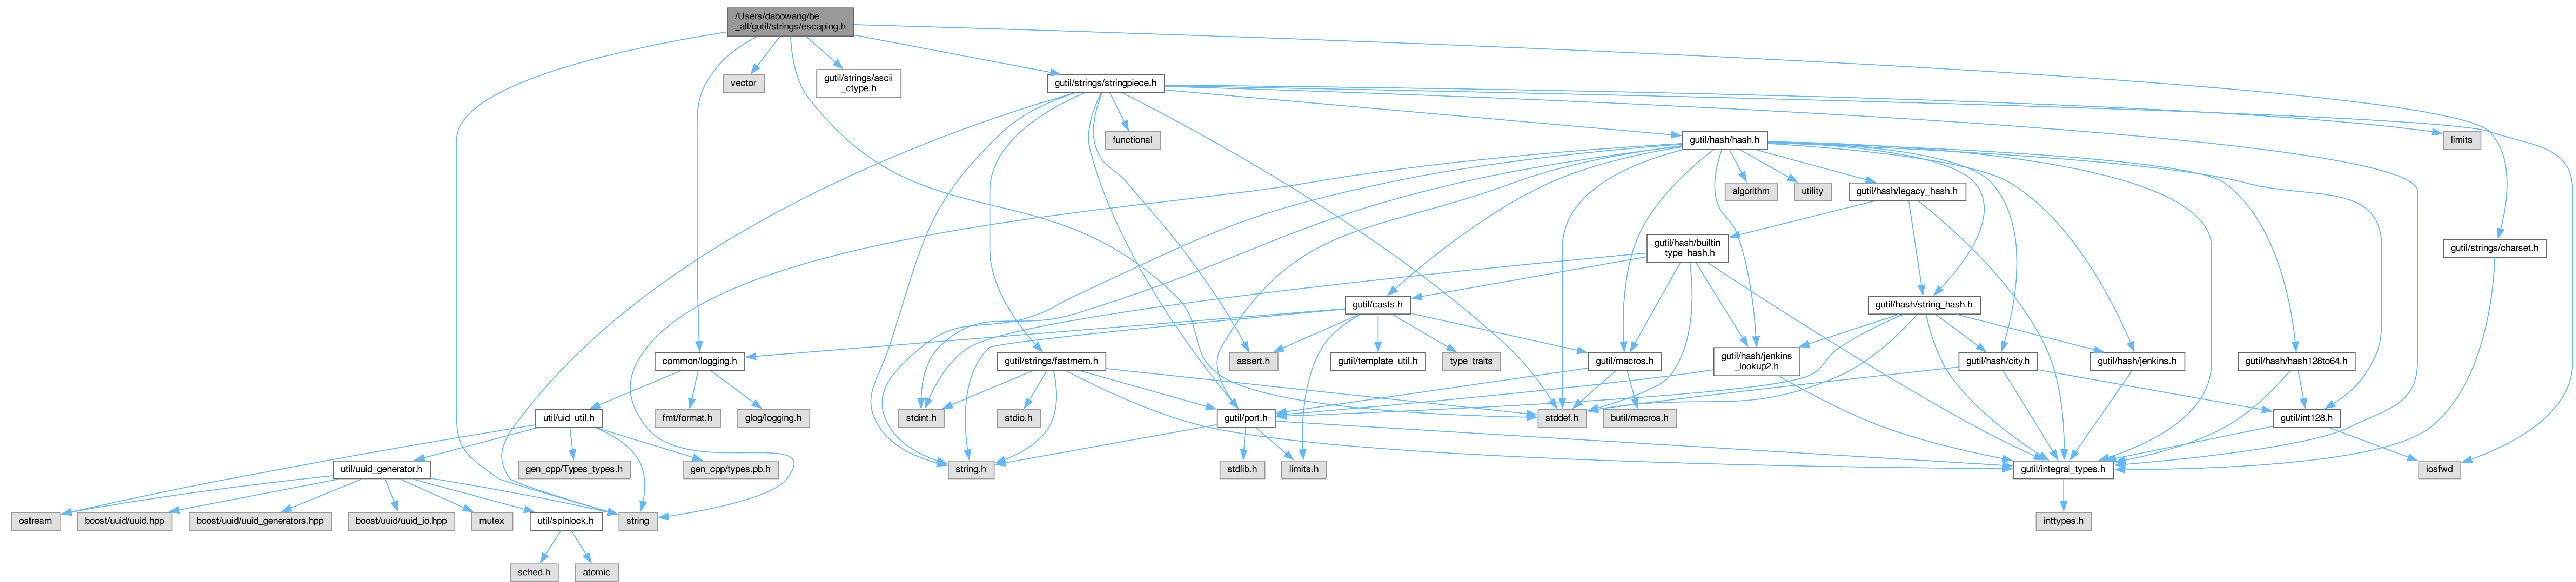 /Users/dabowang/be
_all/gutil/strings/escaping.h
vector
gutil/strings/ascii
_ctype.h
gutil/strings/stringpiece.h
functional
gutil/hash/hash.h
limits
algorithm
utility
gutil/hash/legacy_hash.h
gutil/hash/builtin
_type_hash.h
gutil/strings/charset.h
gutil/casts.h
gutil/hash/string_hash.h
common/logging.h
gutil/strings/fastmem.h
assert.h
gutil/template_util.h
type_traits
gutil/macros.h
gutil/hash/jenkins
_lookup2.h
gutil/hash/city.h
gutil/hash/jenkins.h
gutil/hash/hash128to64.h
util/uid_util.h
fmt/format.h
glog/logging.h
stdint.h
stdio.h
gutil/port.h
stddef.h
butil/macros.h
gutil/int128.h
util/uuid_generator.h
gen_cpp/Types_types.h
gen_cpp/types.pb.h
string.h
stdlib.h
limits.h
gutil/integral_types.h
iosfwd
ostream
boost/uuid/uuid.hpp
boost/uuid/uuid_generators.hpp
boost/uuid/uuid_io.hpp
mutex
util/spinlock.h
string
inttypes.h
sched.h
atomic